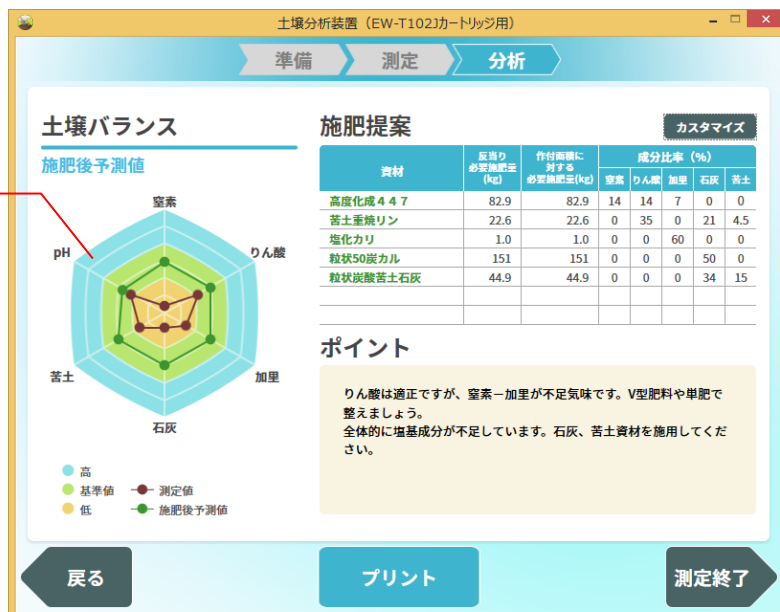 土壌分析装置（EW-T102Jカートリッジ用）
準備 測定 分析
土壌バランス
施肥後予測値
窒素
りん酸
加里
石灰
苦土
pH
高
基準値
低
測定値
施肥後予測値
施肥提案
カスタマイズ
資材 反当り必要施肥量(kg) 作付面積に対する必要施肥量(kg) 成分比率（%）
窒素 りん酸 加里 石灰 苦土
高度化成４４７ 82.9 82.9 14 14 7 0 0
苦土重焼リン 22.6 22.6 0 35 0 21 4.5
塩化カリ 1.0 1.0 0 0 60 0 0
粒状50炭カル 151 151 0 0 0 50 0
粒状炭酸苦土石灰 44.9 44.9 0 0 0 34 15
ポイント
りん酸は適正ですが、窒素－加里が不足気味です。V型肥料や単肥で
整えましょう。
全体的に塩基成分が不足しています。石灰、苦土資材を施用してくだ
さい。
戻る
プリント
測定終了